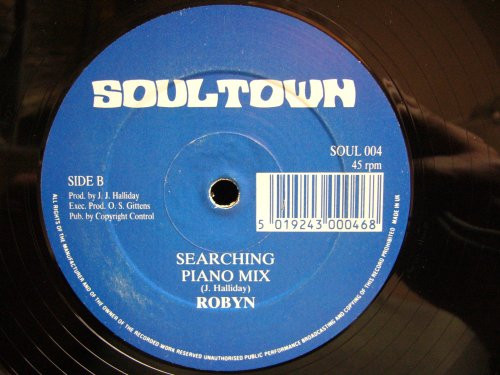 SOULTOWN
SOUL 004
45 rpm
SIDE B
Prod. by J. J. Halliday
Exec. Prod. O. S. Gittens
Pub. by Copyright Control
5 019243 000468
SEARCHING
PIANO MIX
(J. Halliday)
ROBYN
ALL RIGHTS OF THE MANUFACTURER AND OF THE OWNER OF THE RECORDED WORK RESERVED UNAUTHORISED PUBLIC PERFORMANCE BROADCASTING AND COPYING OF THIS RECORD PROHIBITED MADE IN UK